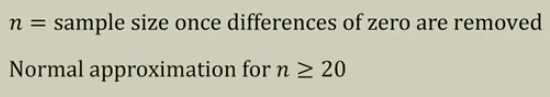 n = sample size once differences of zero are removed
Normal approximation for n ≥ 20